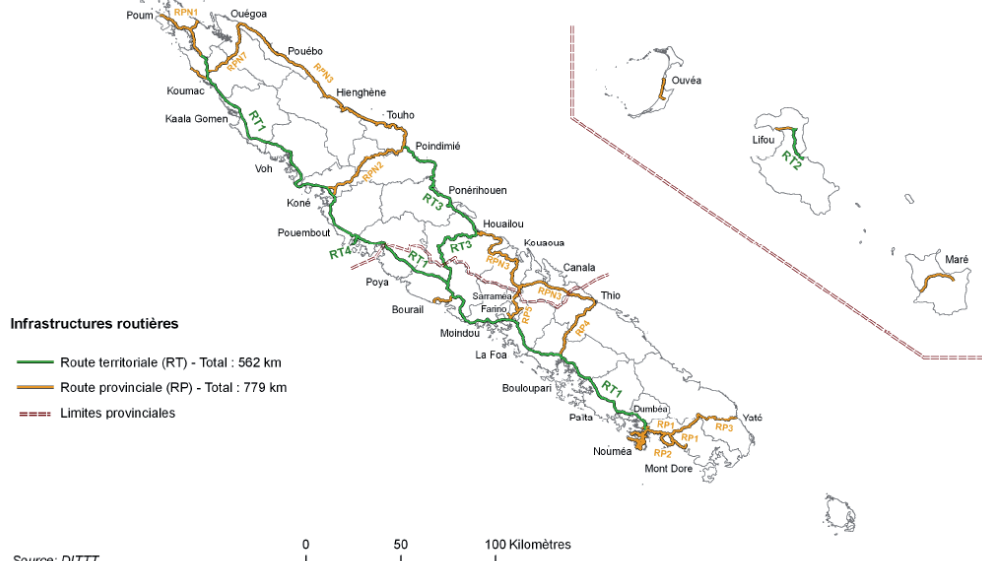 Poum
RPN1
Ouégoa
Pouébo
RPN7
RPN3
Hienghène
Koumac
Touho
Kaala Gomen
RT1
Poindimié
Voh
RPN2
Ponérihouen
Koné
RT3
Houailou
Pouembout
RT4
RT1
RT3
Kouaoua
RPN3
Canala
Poya
RPN3
Thio
Sarraméa
Farino
RP5
Bourail
RP4
Moindou
La Foa
Bouloupari
RT1
Païta
Dumbéa
Yaté
RP1
RP1
RP3
Nouméa
RP2
Mont Dore
Ouvéa
Lifou
RT2
Maré
Infrastructures routières
Route territoriale (RT) - Total : 562 km
Route provinciale (RP) - Total : 779 km
Limites provinciales
0 50 100 Kilomètres
Source: DITTT